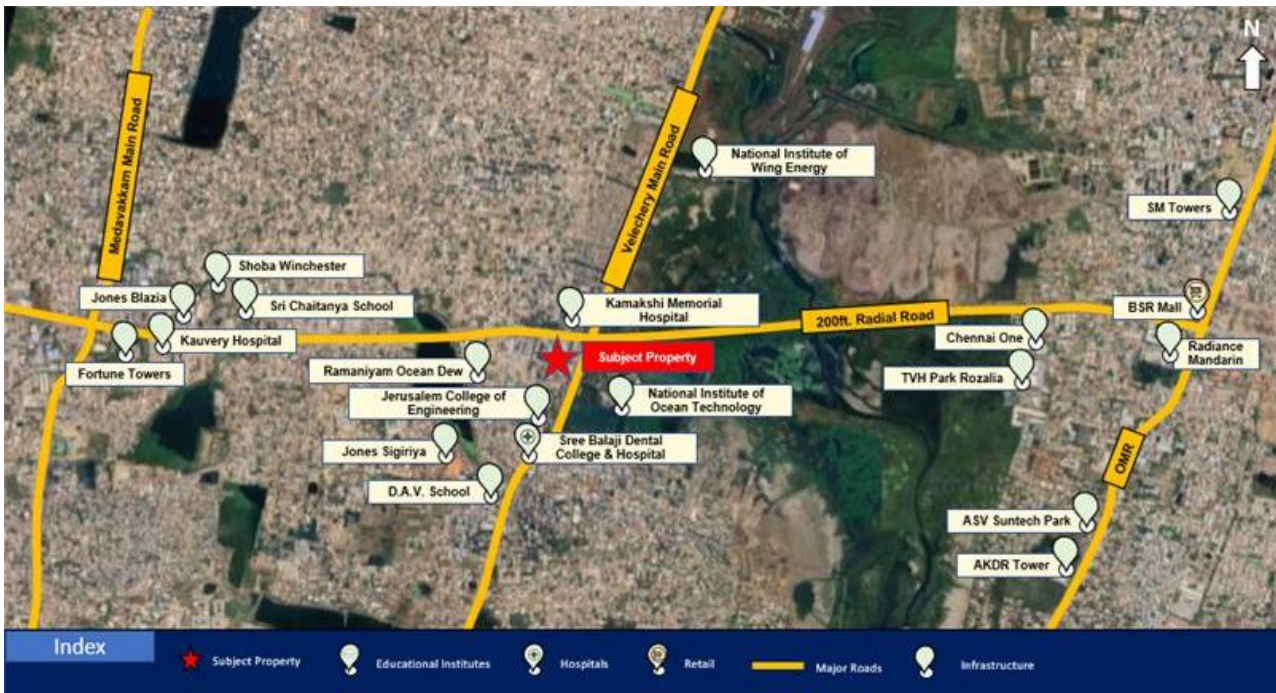 N
Medavakkam Main Road
Velechery Main Road
National Institute of
Wing Energy
SM Towers
Shoba Winchester
Jones Blazia
Sri Chaitanya School
Kamakshi Memorial
Hospital
BSR Mall
200ft. Radial Road
Kauvery Hospital
Chennai One
Radiance
Mandarin
Fortune Towers
Subject Property
Ramaniyam Ocean Dew
TVH Park Rozalia
Jerusalem College of
Engineering
National Institute of
Ocean Technology
Jones Sigiriya
Sree Balaji Dental
College & Hospital
OMR
D.A.V. School
ASV Suntech Park
AKDR Tower
Index
Subject Property
Educational Institutes
Hospitals
Retail
Major Roads
Infrastructure